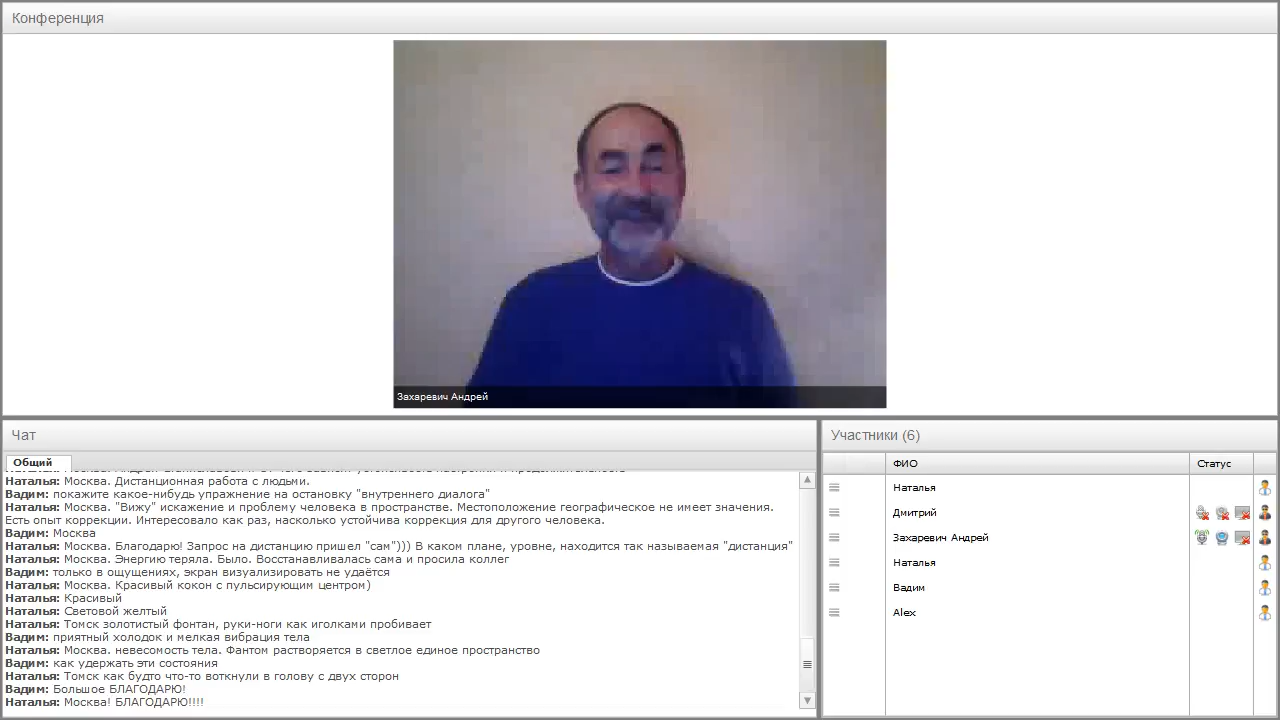 Конференция
Захаревич Андрей
Чат
Общий
Наталья: Москва. Дистанционная работа с людьми.
Вадим: покажите какое-нибудь упражнение на остановку "внутреннего диалога"
Наталья: Москва. "Вижу" искажение и проблему человека в пространстве. Местоположение географическое не имеет значения.
Есть опыт коррекции. Интересовало как раз, насколько устойчива коррекция для другого человека.
Вадим: Москва
Наталья: Москва. Благодарю! Запрос на дистанцию пришел "сам"))) В каком плане, уровне, находится так называемая "дистанция"
Наталья: Москва. Энергию теряла. Было. Восстанавливалась сама и просила коллег
Вадим: только в ощущениях, экран визуализировать не удаётся
Наталья: Москва. Красивый кокон с пульсирующим центром)
Наталья: Красивый
Наталья: Световой желтый
Наталья: Томск золотистый фонтан, руки-ноги как иголками пробивает
Вадим: приятный холодок и мелкая вибрация тела
Наталья: Москва. невесомость тела. Фантом растворяется в светлое единое пространство
Вадим: как удержать эти состояния
Наталья: Томск как будто что-то воткнули в голову с двух сторон
Вадим: Большое БЛАГОДАРЮ!
Наталья: Москва БЛАГОДАРЮ!!!!
Участники (6)
ФИО Статус
Наталья
Дмитрий
Захаревич Андрей
Наталья
Вадим
Alex